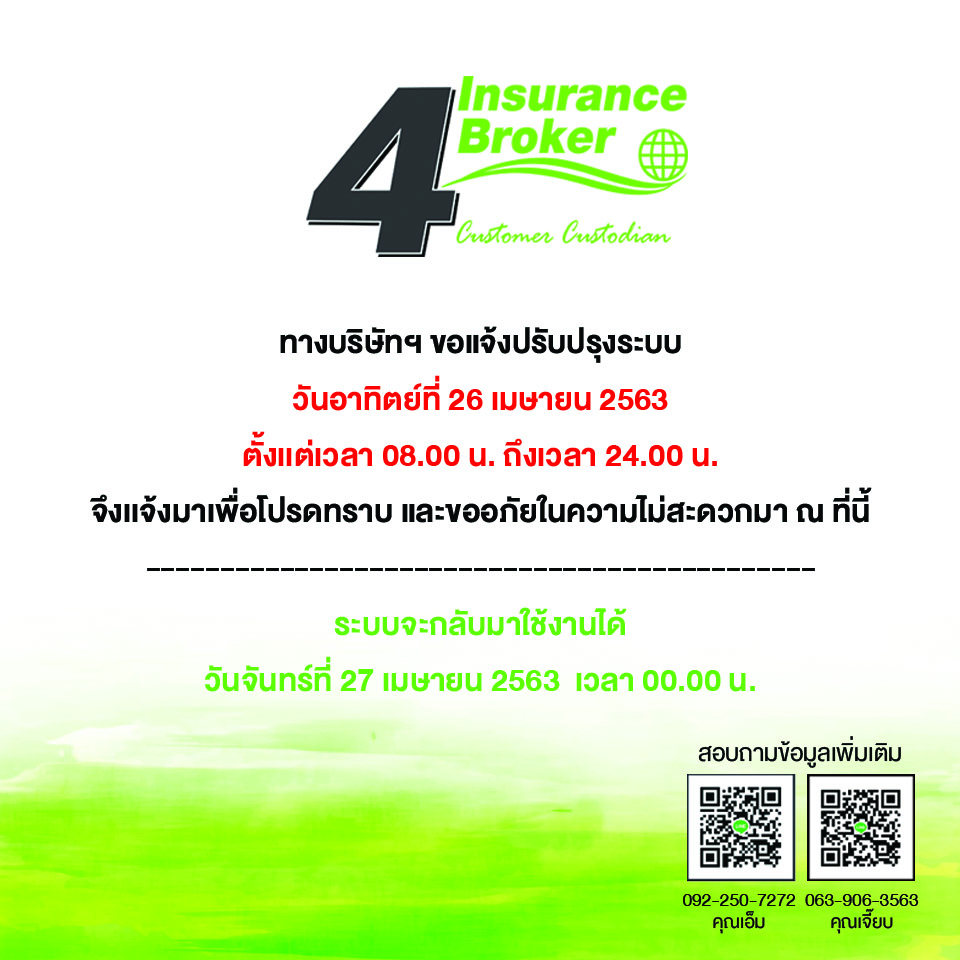 4 Insurance
Broker
Customer Custodian
ทางบริษัทฯ ขอแจ้งปรับปรุงระบบ
วันอาทิตย์ที่ 26 เมษายน 2563
ตั้งแต่เวลา 08.00 น. ถึงเวลา 24.00 น.
จึงแจ้งมาเพื่อโปรดทราบ และขออภัยในความไม่สะดวกมา ณ ที่นี้
ระบบจะกลับมาใช้งานได้
วันจันทร์ที่ 27 เมษายน 2563 เวลา 00.00 น.
สอบถามข้อมูลเพิ่มเติม
092-250-7272 063-906-3563
คุณเอ็ม คุณเจี๊ยบ